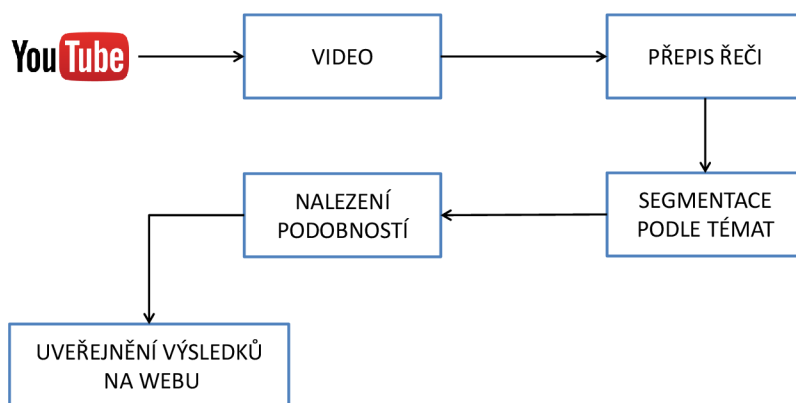 YouTube
VIDEO
PŘEPIS ŘEČI
SEGMENTACE
PODLE TÉMAT
NALEZENÍ
PODOBNOSTÍ
UVEŘEJNĚNÍ VÝSLEDKŮ
NA WEBU